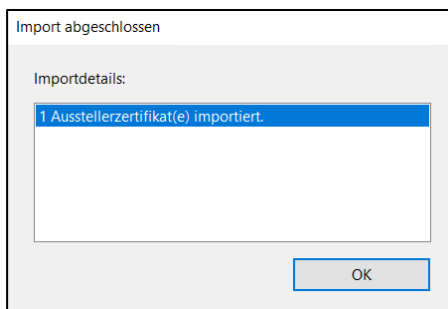 Import abgeschlossen
Importdetails:
1 Ausstellerzertifikat(e) importiert.
OK